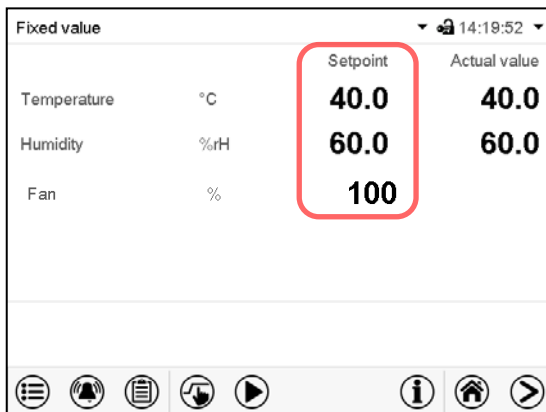 Fixed value 14:19:52
Setpoint Actual value
Temperature °C 40.0 40.0
Humidity %rH 60.0 60.0
Fan % 100